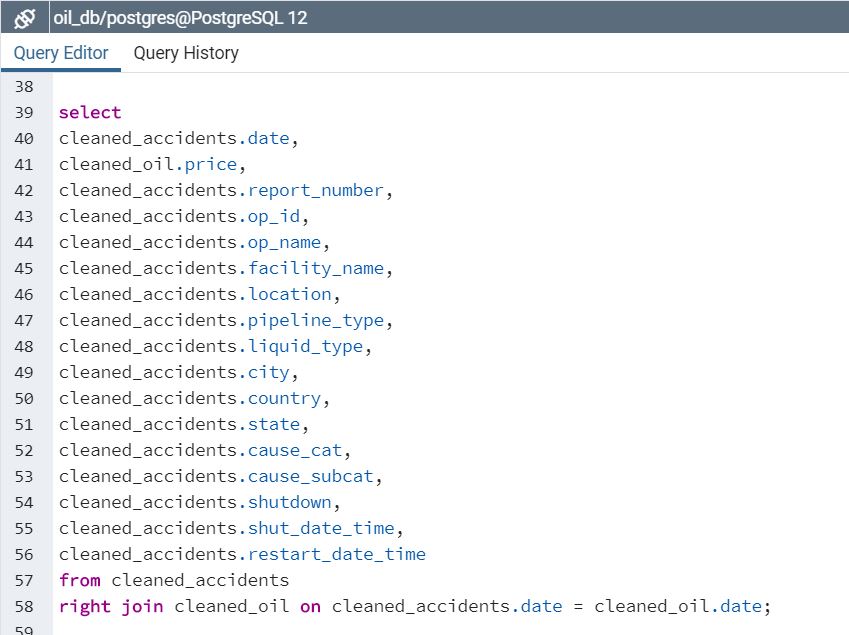 oil_db/postgres@PostgreSQL 12
Query Editor Query History
38
39 select
40 cleaned_accidents.date,
41 cleaned_oil.price,
42 cleaned_accidents.report_number,
43 cleaned_accidents.op_id,
44 cleaned_accidents.op_name,
45 cleaned_accidents.facility_name,
46 cleaned_accidents.location,
47 cleaned_accidents.pipeline_type,
48 cleaned_accidents.liquid_type,
49 cleaned_accidents.city,
50 cleaned_accidents.country,
51 cleaned_accidents.state,
52 cleaned_accidents.cause_cat,
53 cleaned_accidents.cause_subcat,
54 cleaned_accidents.shutdown,
55 cleaned_accidents.shut_date_time,
56 cleaned_accidents.restart_date_time
57 from cleaned_accidents
58 right join cleaned_oil on cleaned_accidents.date = cleaned_oil.date;
59